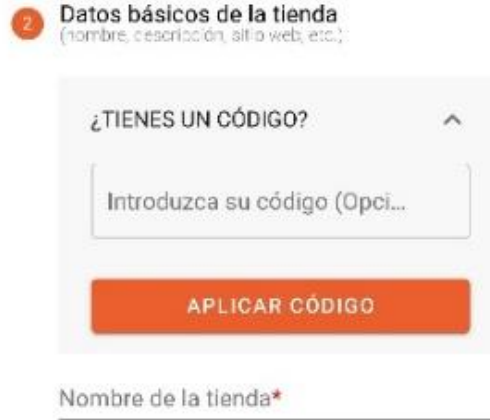 2 Datos básicos de la tienda
(nombre, descripción, sitio web, etc.)
¿TIENES UN CÓDIGO?
Introduzca su código (Opci...
APLICAR CÓDIGO
Nombre de la tienda*